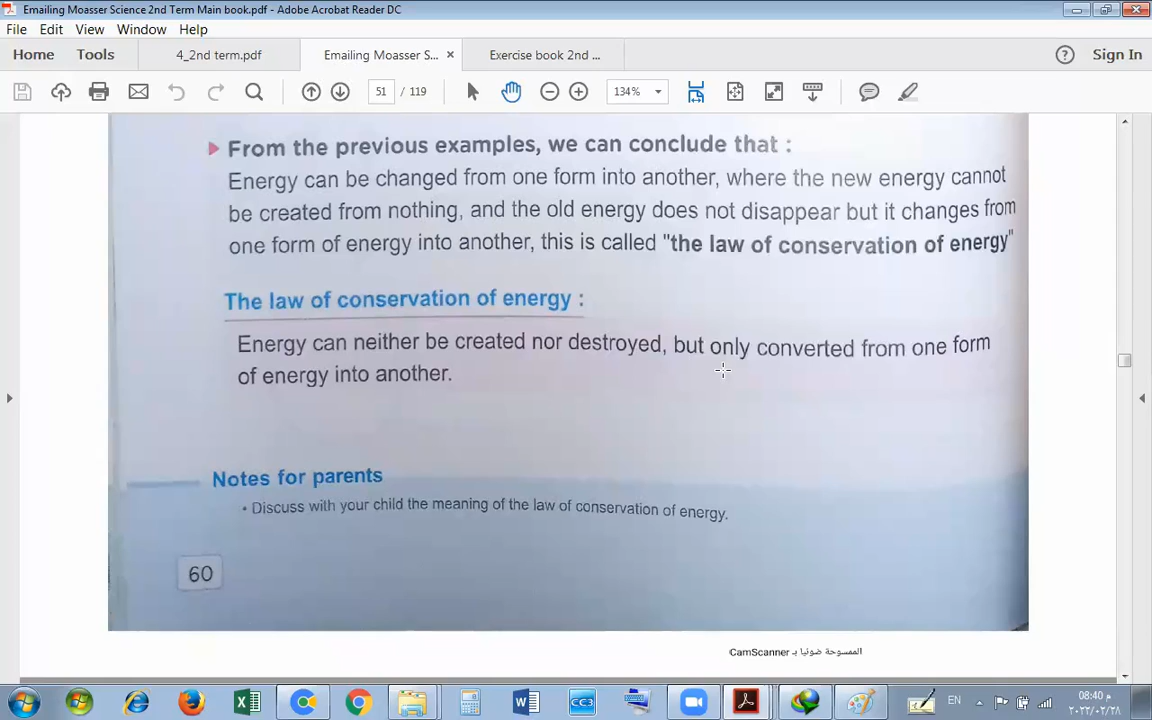 Emailing Moasser Science 2nd Term Main book.pdf - Adobe Acrobat Reader DC
File Edit View Window Help
Home Tools 4_2nd term.pdf Emailing Moasser S... × Exercise book 2nd ... Sign In
51 / 119 134%
From the previous examples, we can conclude that :
Energy can be changed from one form into another, where the new energy cannot
be created from nothing, and the old energy does not disappear but it changes from
one form of energy into another, this is called "the law of conservation of energy"
The law of conservation of energy :
Energy can neither be created nor destroyed, but only converted from one form
of energy into another.
Notes for parents
• Discuss with your child the meaning of the law of conservation of energy.
60
الممسوحة ضوئيا بـ CamScanner
CC3 EN 08:40 م
٢٠٢٢/٠٢/٢٨